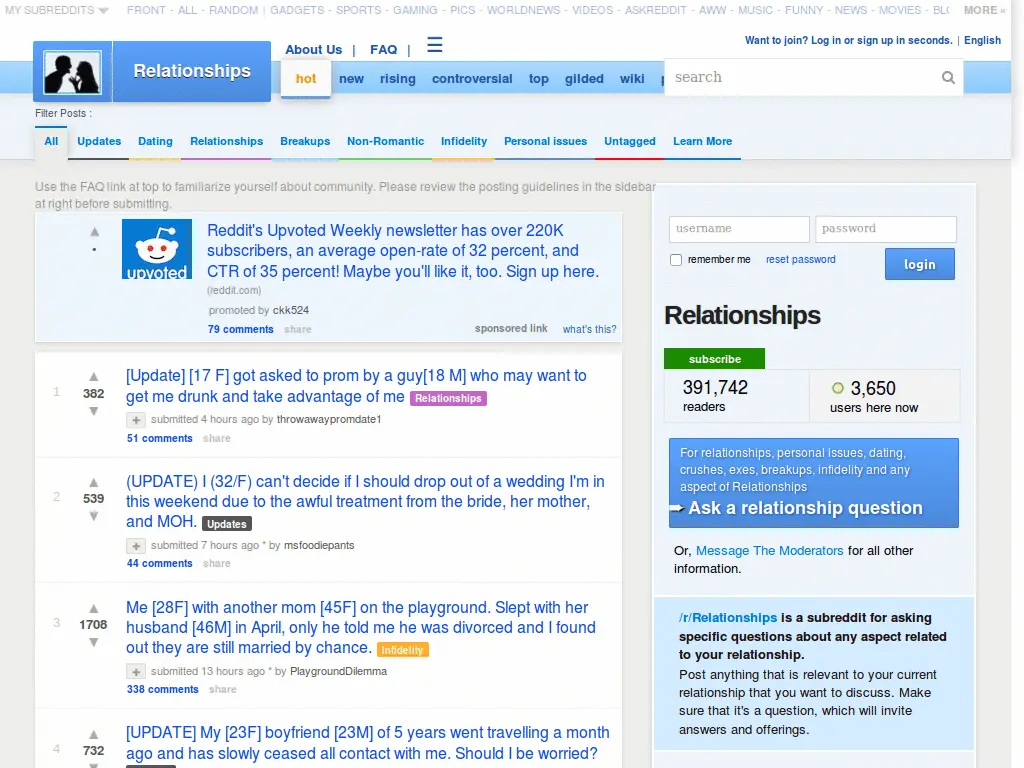 MY SUBREDDITS FRONT - ALL - RANDOM | GADGETS - SPORTS - GAMING - PICS - WORLDNEWS - VIDEOS - ASKREDDIT - AWW - MUSIC - FUNNY - NEWS - MOVIES - MORE »
Want to join? Log in or sign up in seconds. | English
About Us | FAQ | ☰
Relationships
hot new rising controversial top gilded wiki
search
Filter Posts :
All Updates Dating Relationships Breakups Non-Romantic Infidelity Personal issues Untagged Learn More
Use the FAQ link at top to familiarize yourself about community. Please review the posting guidelines in the sidebar
at right before submitting.
•
upvoted
Reddit's Upvoted Weekly newsletter has over 220K
subscribers, an average open-rate of 32 percent, and
CTR of 35 percent! Maybe you'll like it, too. Sign up here.
(reddit.com)
promoted by ckk524
79 comments share
sponsored link what's this?
1
382
[Update] [17 F] got asked to prom by a guy[18 M] who may want to
get me drunk and take advantage of me Relationships
+ submitted 4 hours ago by throwawaypromdate1
51 comments share
2
539
(UPDATE) I (32/F) can't decide if I should drop out of a wedding I'm in
this weekend due to the awful treatment from the bride, her mother,
and MOH. Updates
+ submitted 7 hours ago * by msfoodiepants
44 comments share
3
1708
Me [28F] with another mom [45F] on the playground. Slept with her
husband [46M] in April, only he told me he was divorced and I found
out they are still married by chance. Infidelity
+ submitted 13 hours ago * by PlaygroundDilemma
338 comments share
4
732
[UPDATE] My [23F] boyfriend [23M] of 5 years went travelling a month
ago and has slowly ceased all contact with me. Should I be worried?
username password
remember me reset password login
Relationships
subscribe
391,742
readers
3,650
users here now
For relationships, personal issues, dating,
crushes, exes, breakups, infidelity and any
aspect of Relationships
➨ Ask a relationship question
Or, Message The Moderators for all other
information.
/r/Relationships is a subreddit for asking
specific questions about any aspect related
to your relationship.
Post anything that is relevant to your current
relationship that you want to discuss. Make
sure that it's a question, which will invite
answers and offerings.